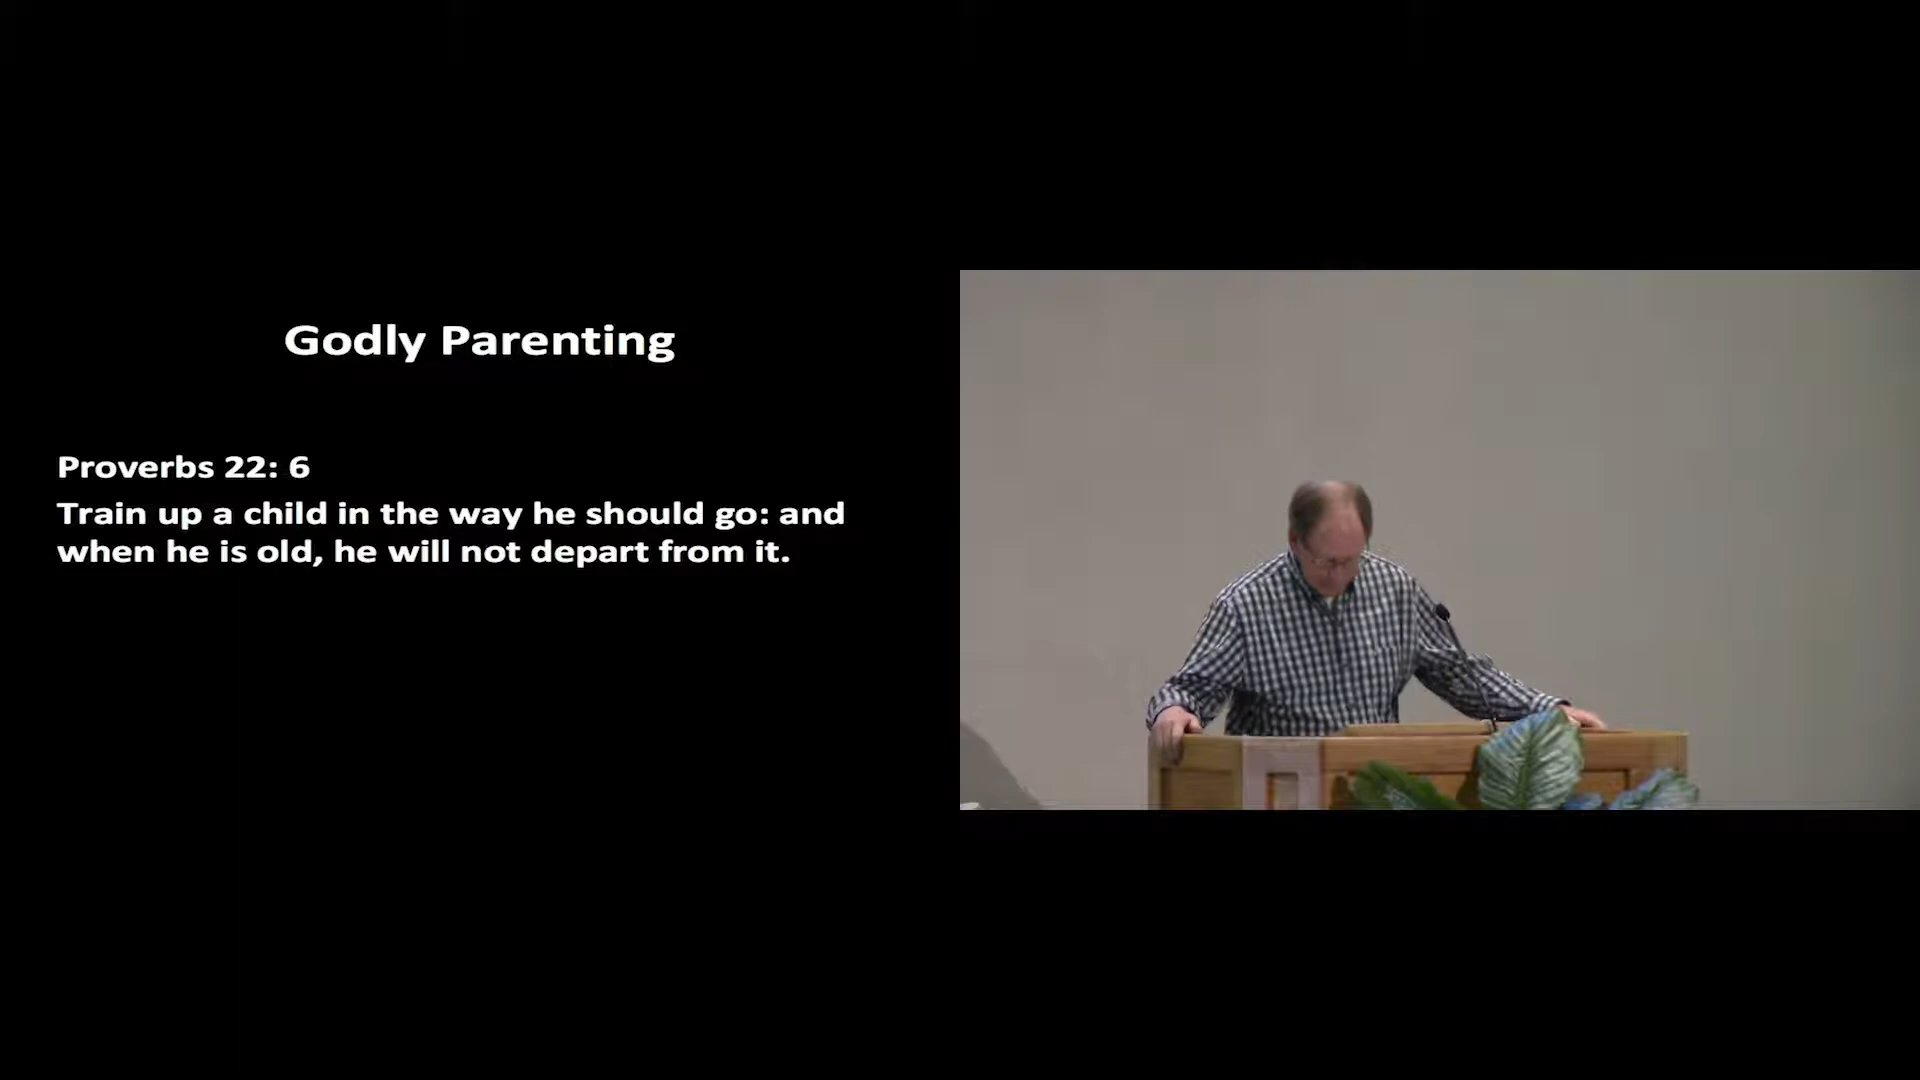 Godly Parenting
Proverbs 22: 6
Train up a child in the way he should go: and
when he is old, he will not depart from it.